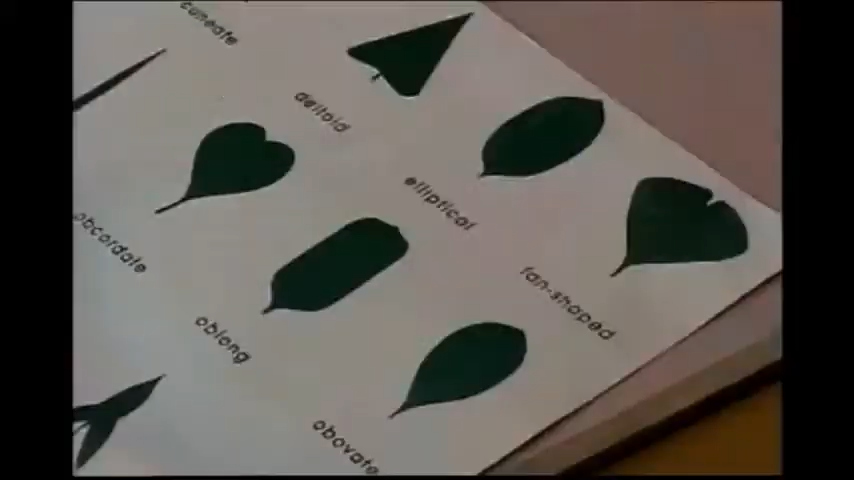 cuneate
deltoid
elliptical
fan-shaped
obcordate
oblong
obovate